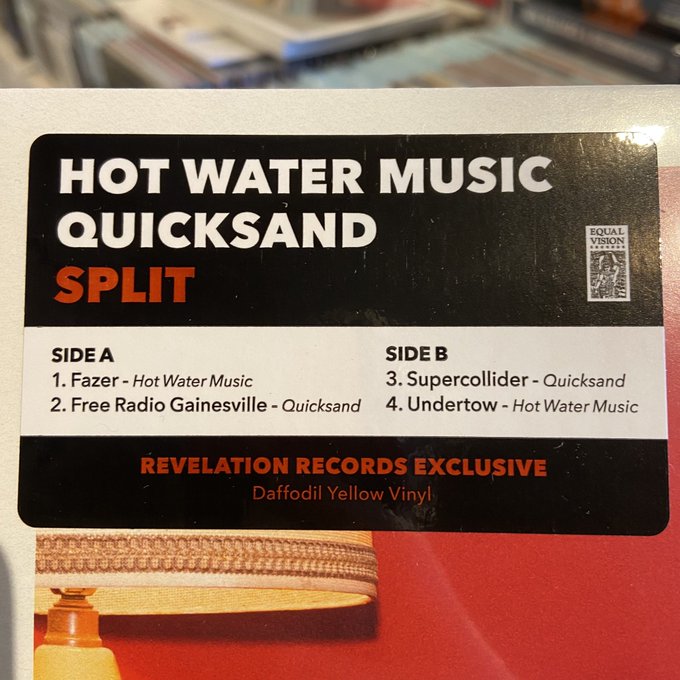 HOT WATER MUSIC
QUICKSAND
SPLIT
EQUAL
VISION
SIDE A
1. Fazer - Hot Water Music
2. Free Radio Gainesville - Quicksand
SIDE B
3. Supercollider - Quicksand
4. Undertow - Hot Water Music
REVELATION RECORDS EXCLUSIVE
Daffodil Yellow Vinyl